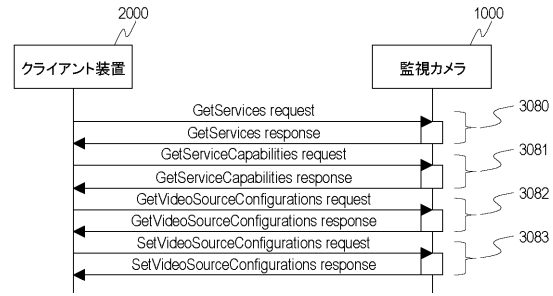 2000
1000
クライアント装置
監視カメラ
GetServices request
3080
GetServices response
GetServiceCapabilities request
3081
GetServiceCapabilities response
GetVideoSourceConfigurations request
3082
GetVideoSourceConfigurations response
SetVideoSourceConfigurations request
3083
SetVideoSourceConfigurations response